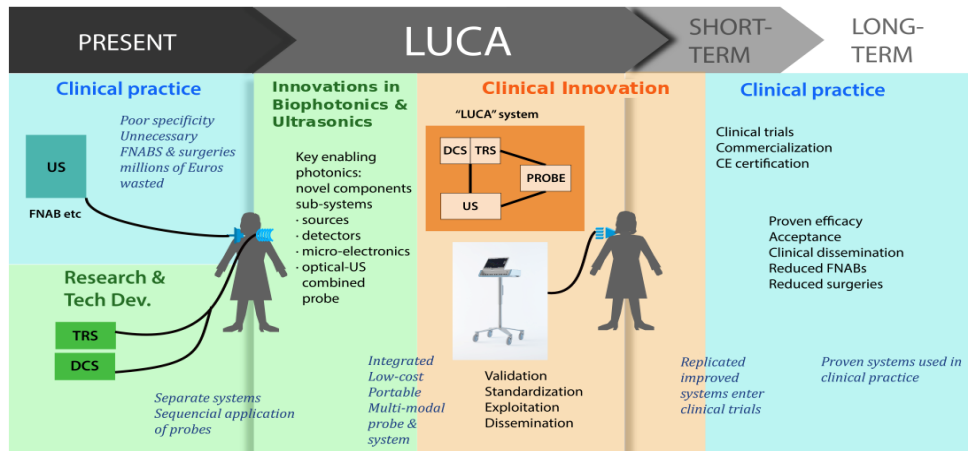 PRESENT
LUCA
SHORT-
TERM
LONG-
TERM
Clinical practice
Poor specificity
Unnecessary
FNABS & surgeries
millions of Euros
wasted
US
FNAB etc
Research &
Tech Dev.
TRS
DCS
Separate systems
Sequencial application
of probes
Innovations in
Biophotonics &
Ultrasonics
Key enabling
photonics:
novel components
sub-systems
· sources
· detectors
· micro-electronics
· optical-US
combined
probe
Integrated
Low-cost
Portable
Multi-modal
probe &
system
Clinical Innovation
"LUCA" system
DCS TRS
PROBE
US
Validation
Standardization
Exploitation
Dissemination
Clinical practice
Clinical trials
Commercialization
CE certification
Proven efficacy
Acceptance
Clinical dissemination
Reduced FNABs
Reduced surgeries
Replicated
improved
systems enter
clinical trials
Proven systems used in
clinical practice